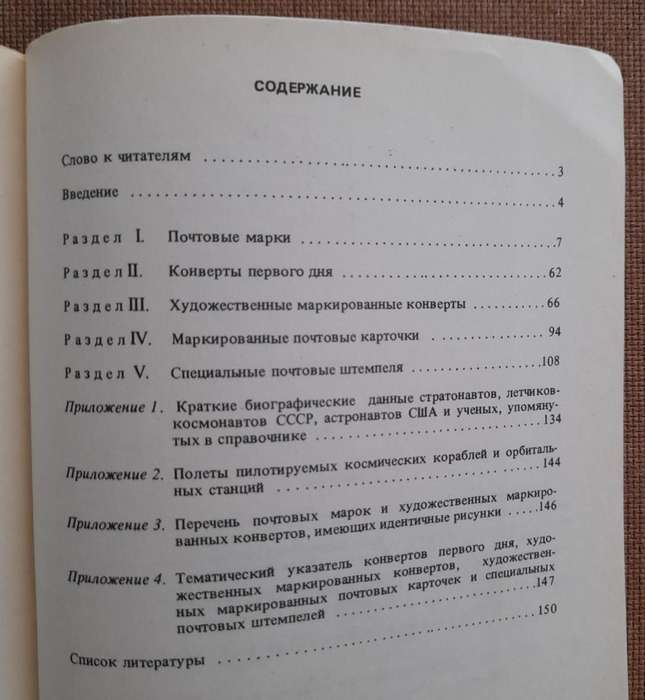 СОДЕРЖАНИЕ
Слово к читателям 3
Введение 4
Раздел I. Почтовые марки 7
Раздел II. Конверты первого дня 62
Раздел III. Художественные маркированные конверты 66
Раздел IV. Маркированные почтовые карточки 94
Раздел V. Специальные почтовые штемпеля 108
Приложение 1. Краткие биографические данные стратонавтов, летчиков-
космонавтов СССР, астронавтов США и ученых, упомяну-
тых в справочнике 134
Приложение 2. Полеты пилотируемых космических кораблей и орбиталь-
ных станций 144
Приложение 3. Перечень почтовых марок и художественных маркиро-
ванных конвертов, имеющих идентичные рисунки 146
Приложение 4. Тематический указатель конвертов первого дня, худо-
жественных маркированных конвертов, художествен-
ных маркированных почтовых карточек и специальных
почтовых штемпелей 147
Список литературы 150